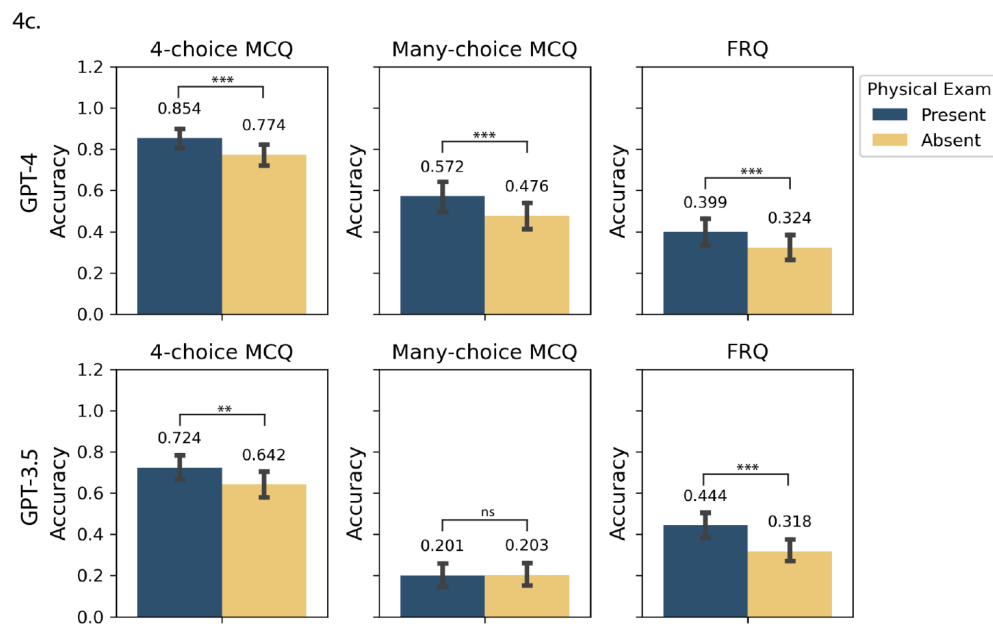 4c.
4-choice MCQ
Many-choice MCQ
FRQ
Physical Exam
Present
Absent
GPT-4
Accuracy
1.2
1.0
0.8
0.6
0.4
0.2
0.0
***
0.854
0.774
Accuracy
***
0.572
0.476
Accuracy
***
0.399
0.324
4-choice MCQ
Many-choice MCQ
FRQ
GPT-3.5
Accuracy
1.2
1.0
0.8
0.6
0.4
0.2
0.0
**
0.724
0.642
Accuracy
ns
0.201
0.203
Accuracy
***
0.444
0.318